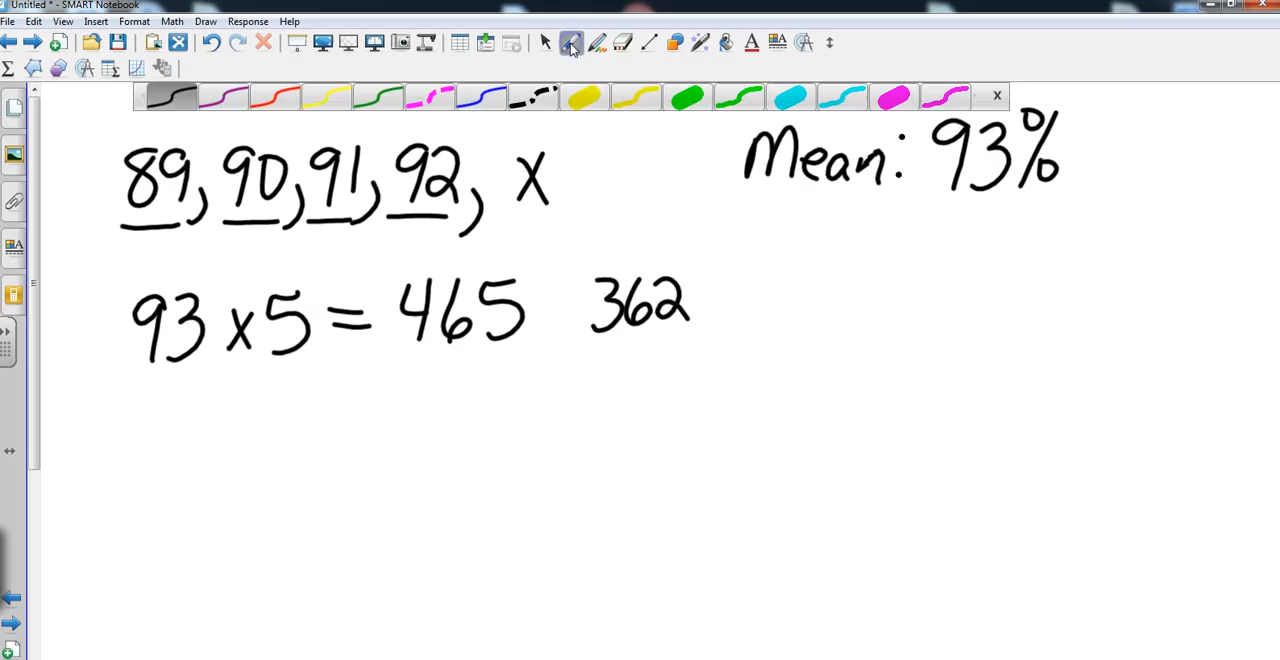 Untitled * - SMART Notebook
File Edit View Insert Format Math Draw Response Help
89, 90, 91, 92, x
Mean: 93%
93 x 5 = 465 362